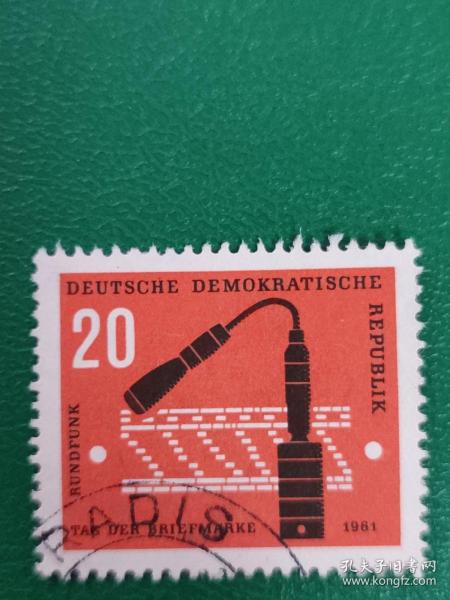 DEUTSCHE DEMOKRATISCHE
REPUBLIK
20
RUNDFUNK
TAG DER BRIEFMARKE 1961
PARIS
孔夫子旧书网
www.kongfz.com